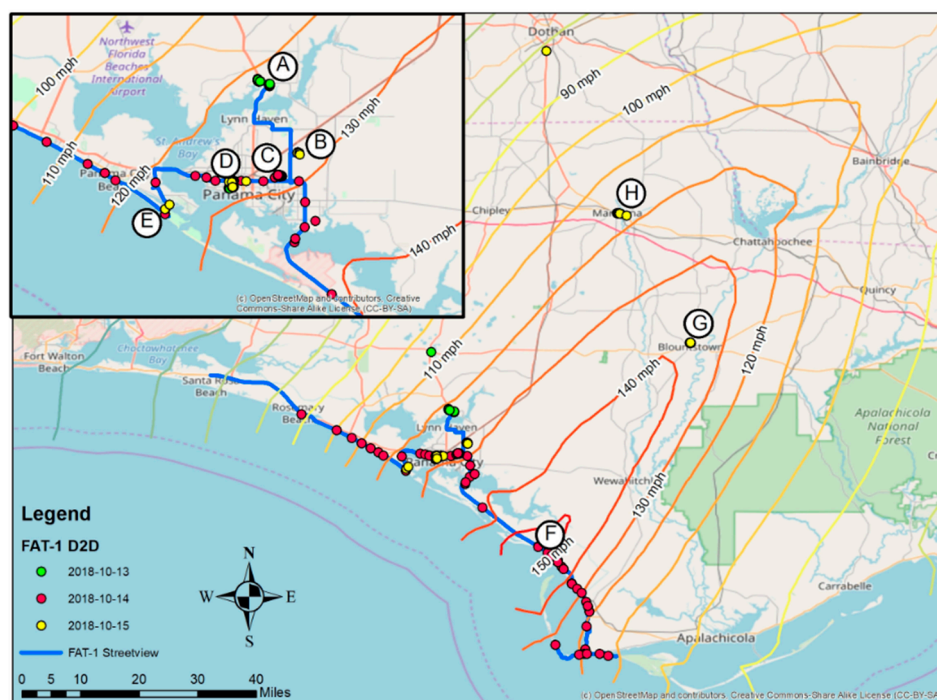 Northwest
Florida
Beaches
International
Airport
100 mph
110 mph
120 mph
130 mph
140 mph
A
Lynn Haven
B
C
D
St Andrew's
Bay
Panama City
Panama City
Beach
E
(c) OpenStreetMap and contributors, Creative
Commons-Share Alike License (CC-BY-SA)
Dothan
90 mph
100 mph
Bainbridge
H
Chipley
Chattahoochee
Quincy
G
Blountstown
Fort Walton
Beach
Choctawhatchee
Bay
Santa Rosa
Beach
Rosemary
Beach
110 mph
140 mph
120 mph
Apalachicola
National
Forest
Lynn Haven
Panama City
130 mph
F
150 mph
Carrabelle
Apalachicola
Legend
FAT-1 D2D
2018-10-13
2018-10-14
2018-10-15
FAT-1 Streetview
N
W
E
S
0 5 10 20 30 40
Miles
(c) OpenStreetMap and contributors, Creative Commons-Share Alike License (CC-BY-SA